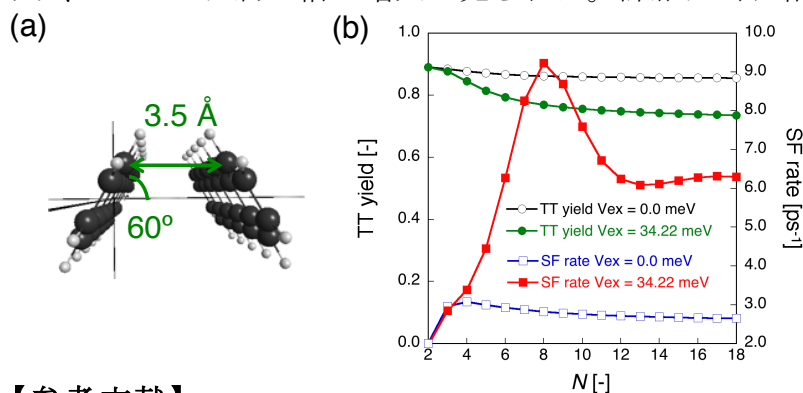 (a)
3.5 Å
60º
(b)
TT yield [-]
1.0
0.8
0.6
0.4
0.2
0.0
10.0
9.0
8.0
7.0
6.0
5.0
4.0
3.0
2.0
SF rate [ps-1]
TT yield Vex = 0.0 meV
TT yield Vex = 34.22 meV
SF rate Vex = 0.0 meV
SF rate Vex = 34.22 meV
2 4 6 8 10 12 14 16 18
N [-]
【参考文献】